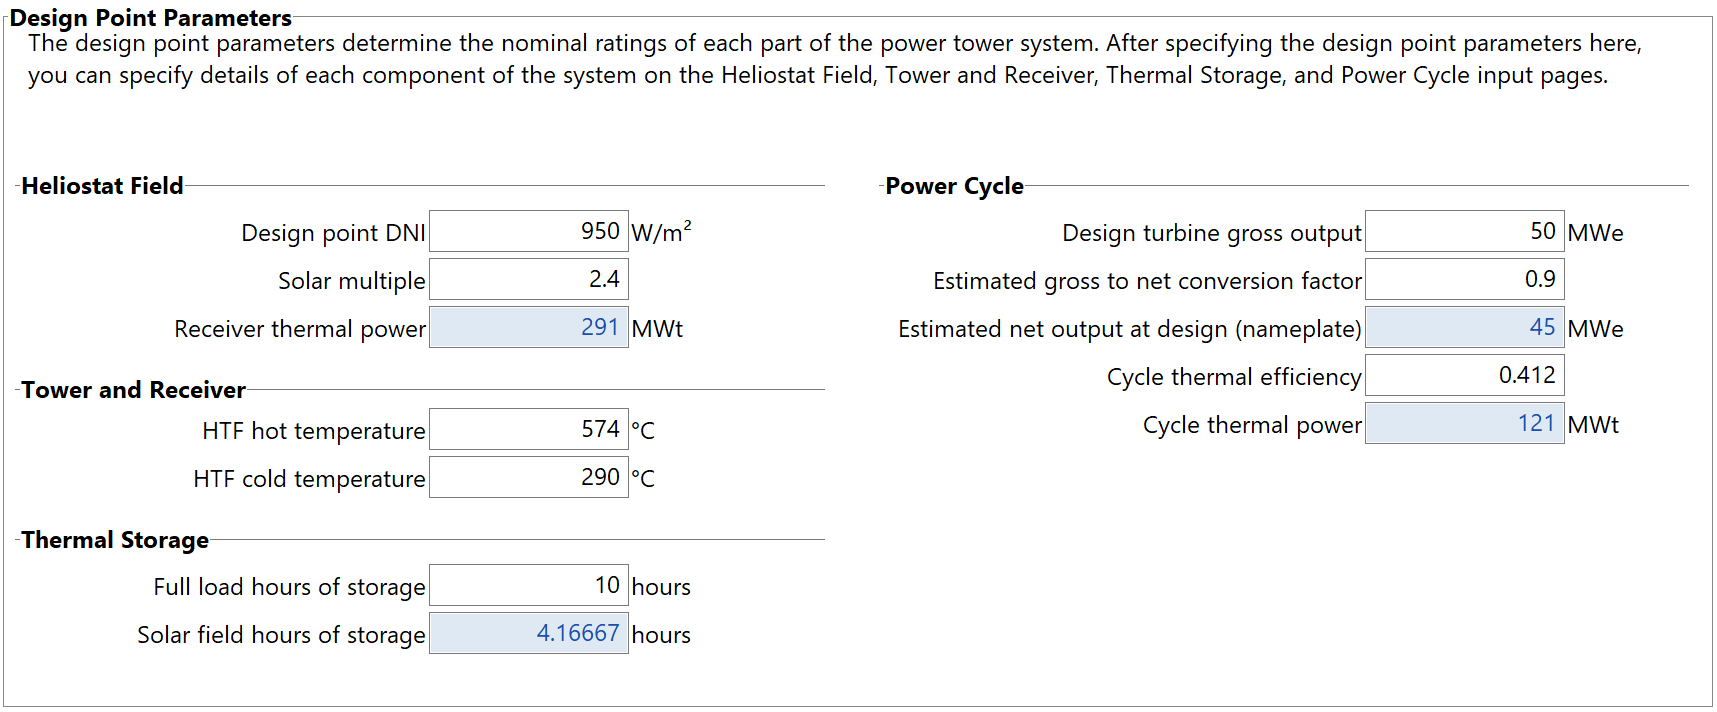 Design Point Parameters
The design point parameters determine the nominal ratings of each part of the power tower system. After specifying the design point parameters here,
you can specify details of each component of the system on the Heliostat Field, Tower and Receiver, Thermal Storage, and Power Cycle input pages.
Heliostat Field
Design point DNI 950 W/m²
Solar multiple 2.4
Receiver thermal power 291 MWt
Tower and Receiver
HTF hot temperature 574 °C
HTF cold temperature 290 °C
Thermal Storage
Full load hours of storage 10 hours
Solar field hours of storage 4.16667 hours
Power Cycle
Design turbine gross output 50 MWe
Estimated gross to net conversion factor 0.9
Estimated net output at design (nameplate) 45 MWe
Cycle thermal efficiency 0.412
Cycle thermal power 121 MWt